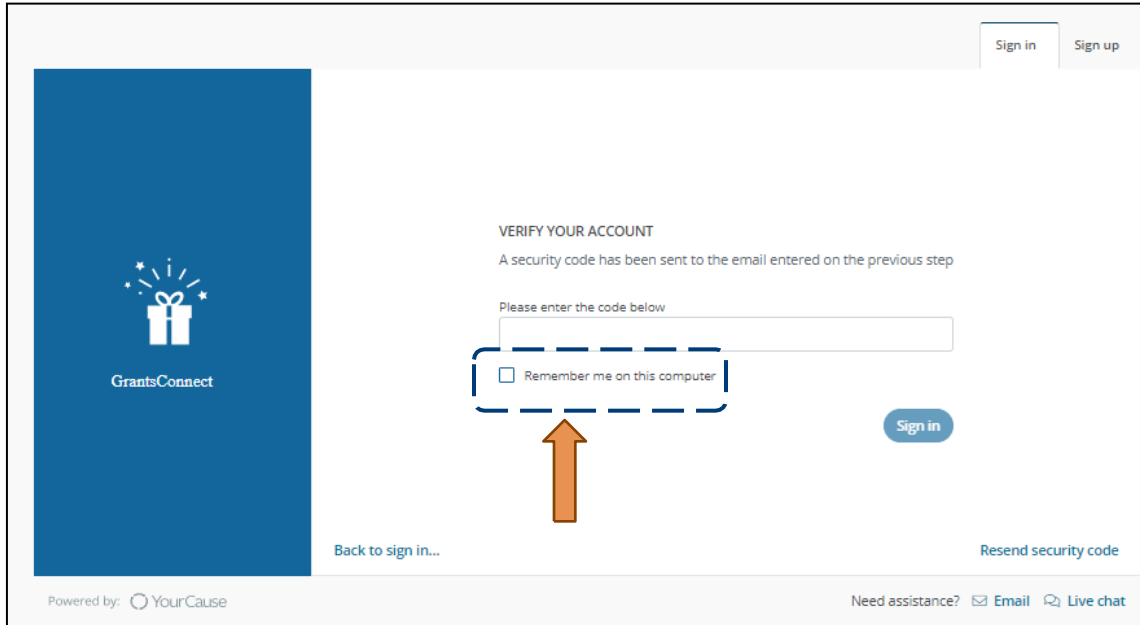 Sign in
Sign up
GrantsConnect
VERIFY YOUR ACCOUNT
A security code has been sent to the email entered on the previous step
Please enter the code below
Remember me on this computer
Sign in
Back to sign in...
Resend security code
Powered by: YourCause
Need assistance? Email Live chat